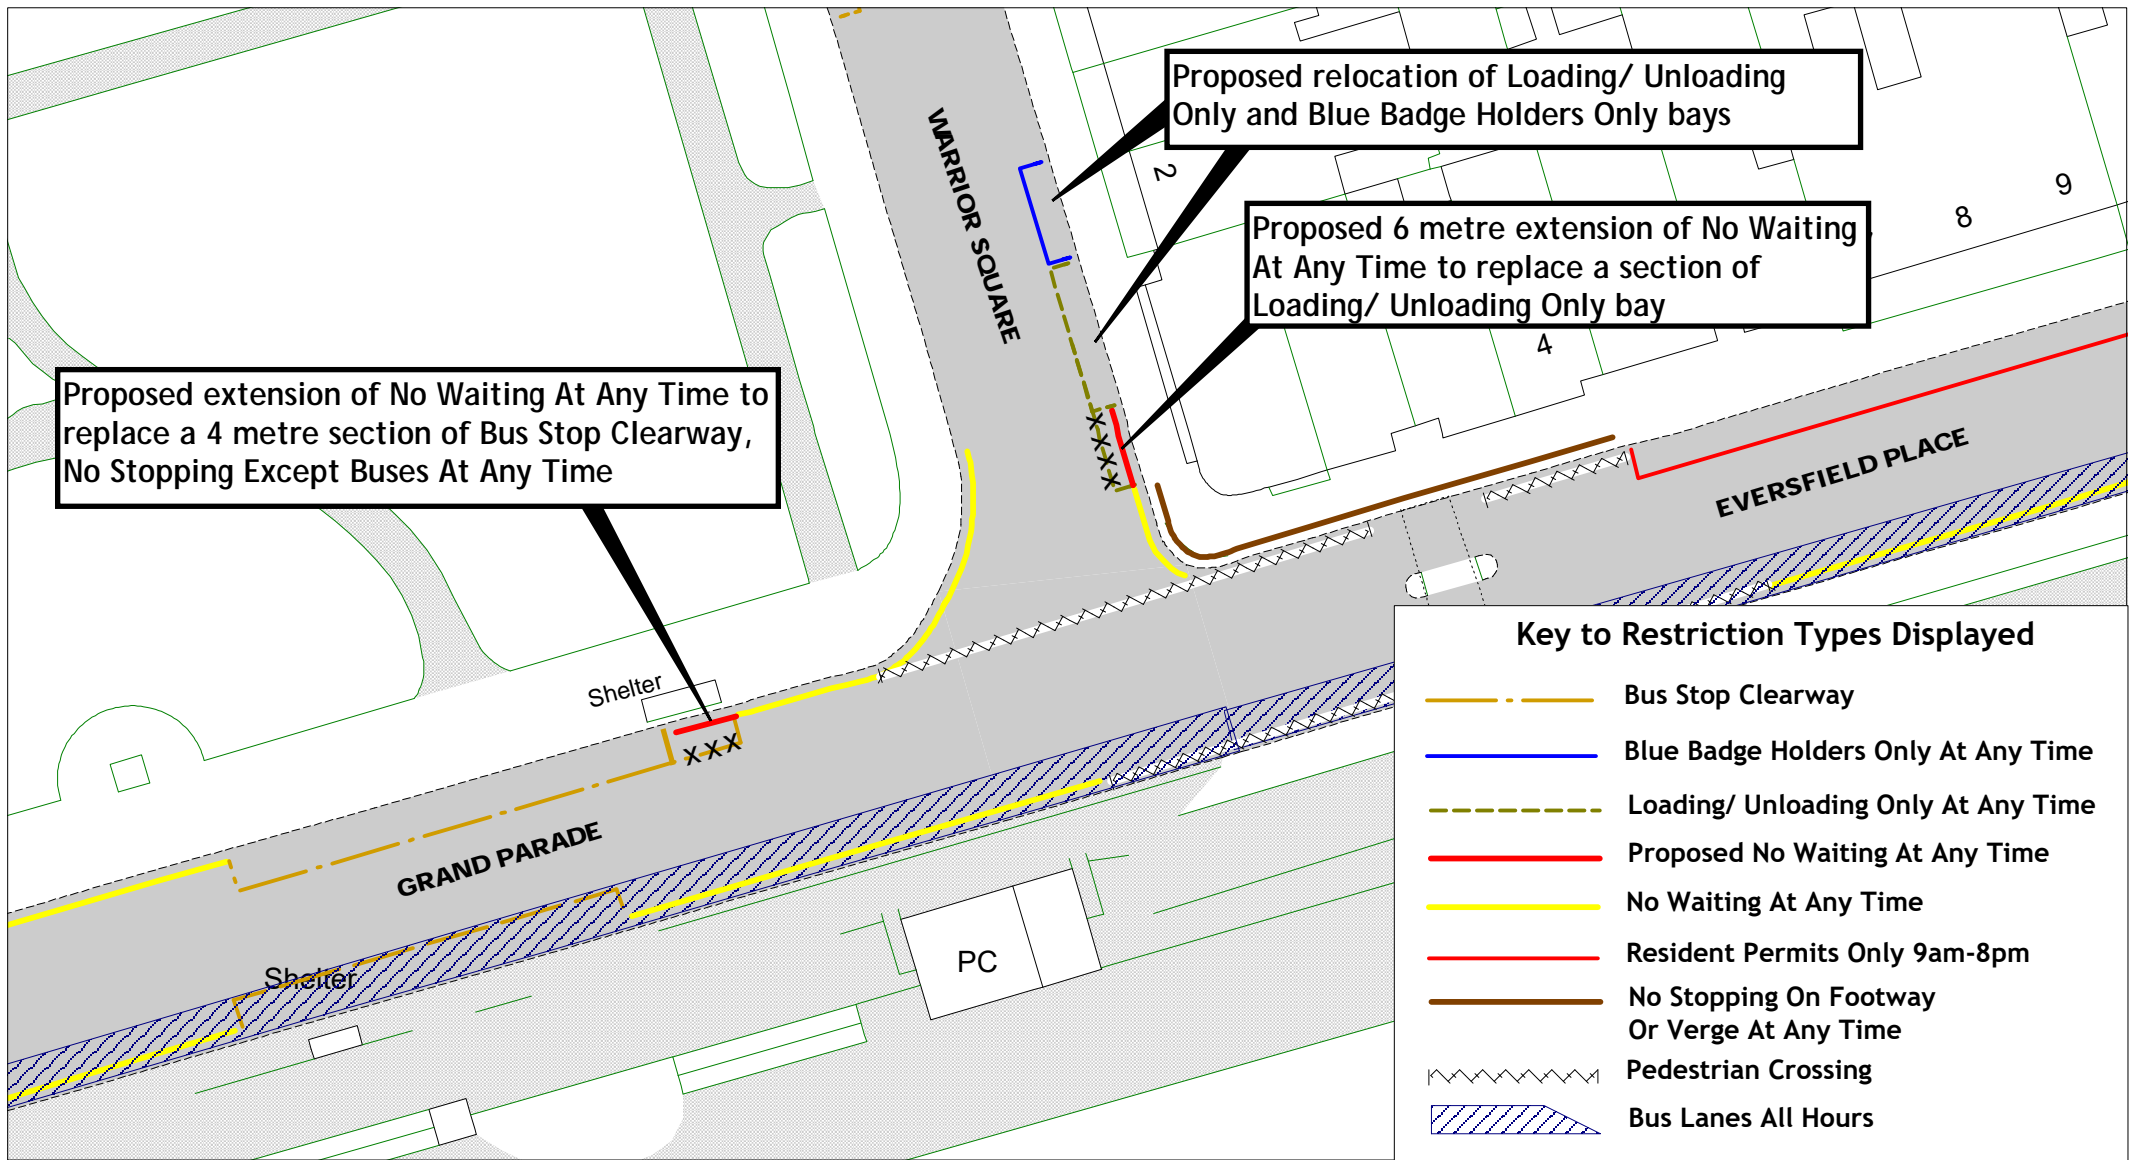 Proposed relocation of Loading/ Unloading
Only and Blue Badge Holders Only bays
WARRIOR SQUARE
2
9
8
Proposed 6 metre extension of No Waiting
At Any Time to replace a section of
Loading/ Unloading Only bay
4
Proposed extension of No Waiting At Any Time to
replace a 4 metre section of Bus Stop Clearway,
No Stopping Except Buses At Any Time
X X X X
EVERSFIELD PLACE
Shelter
X X X
GRAND PARADE
Shelter
PC
Key to Restriction Types Displayed
Bus Stop Clearway
Blue Badge Holders Only At Any Time
Loading/ Unloading Only At Any Time
Proposed No Waiting At Any Time
No Waiting At Any Time
Resident Permits Only 9am-8pm
No Stopping On Footway
Or Verge At Any Time
Pedestrian Crossing
Bus Lanes All Hours